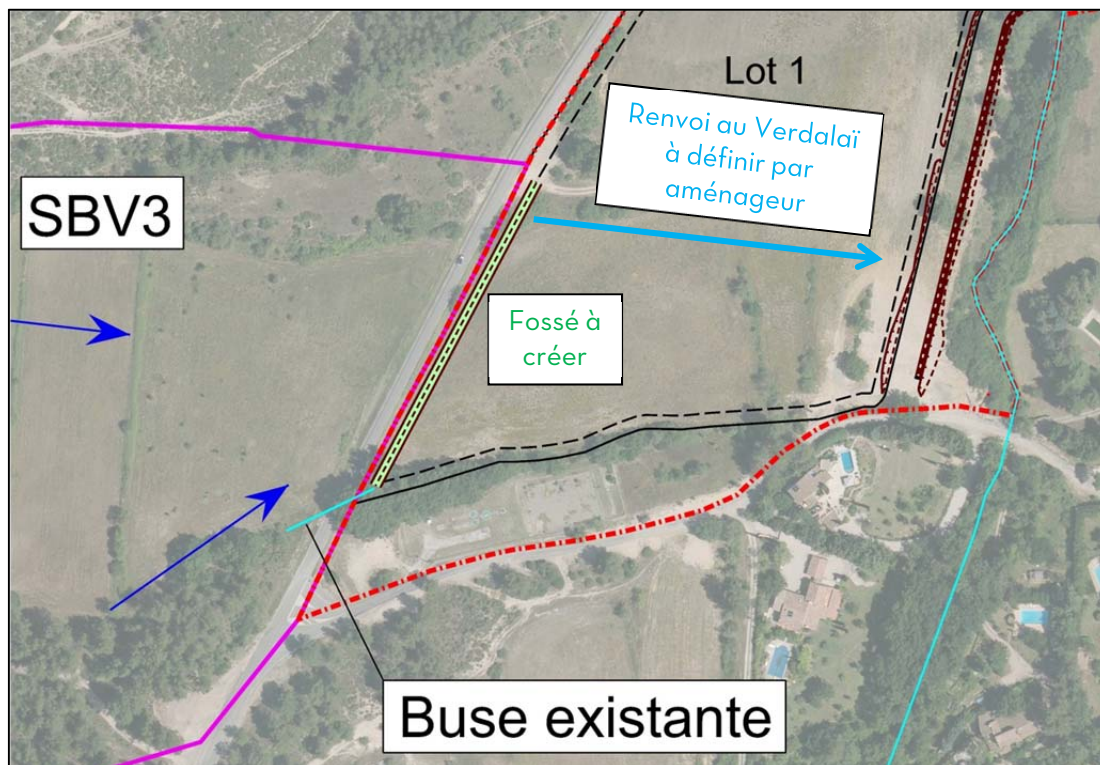 Lot 1
Renvoi au Verdalaï
à définir par
aménageur
SBV3
Fossé à
créer
Buse existante